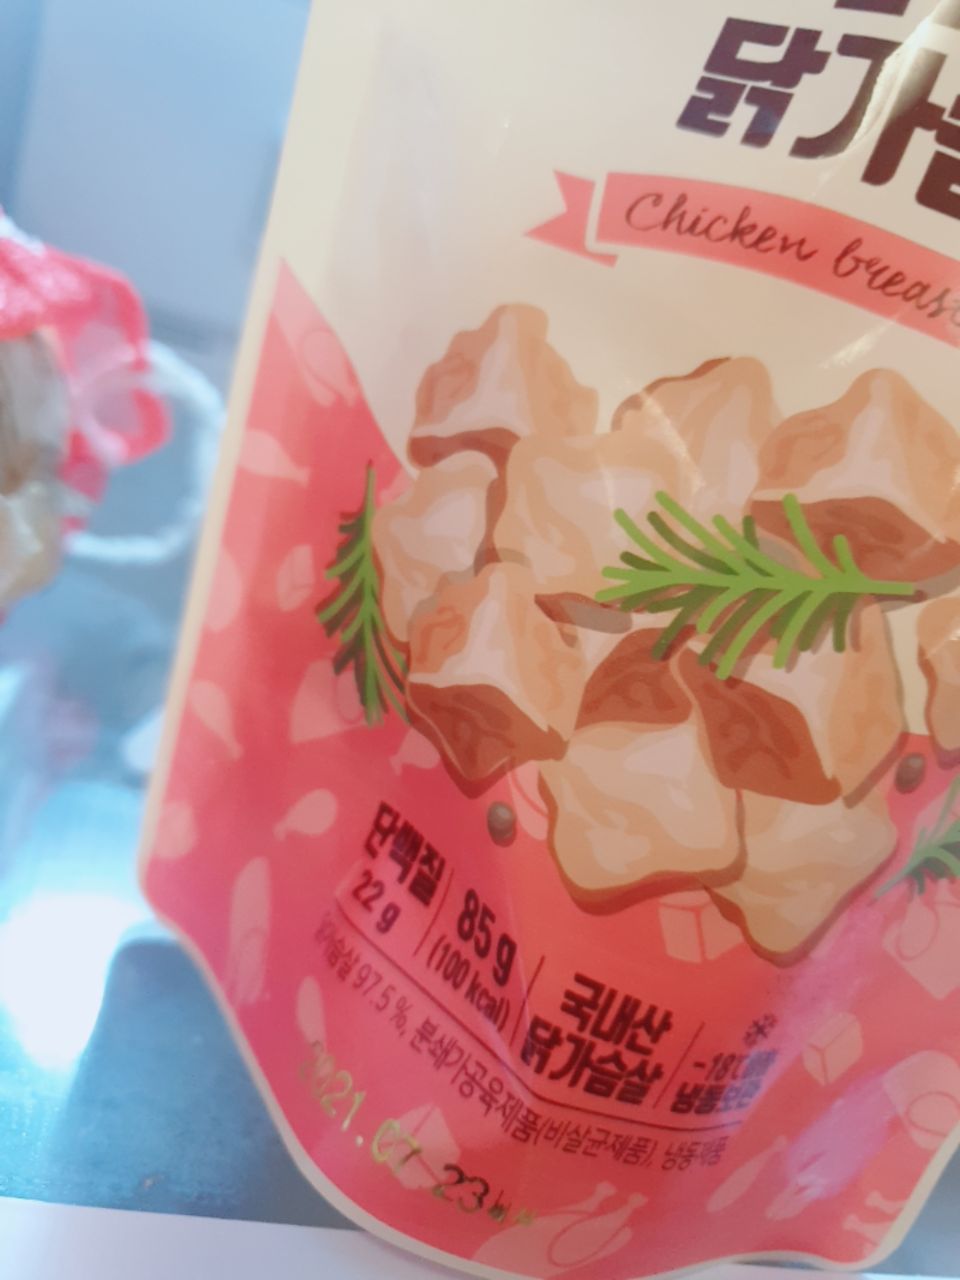 닭가슴
Chicken breast
단백질
22 g
85 g
(100 kcal)
국내산
닭가슴살
-18℃
냉동보관
닭가슴살 97.5 %, 분쇄가공육제품(비살균제품), 냉동제품
2021.07.23